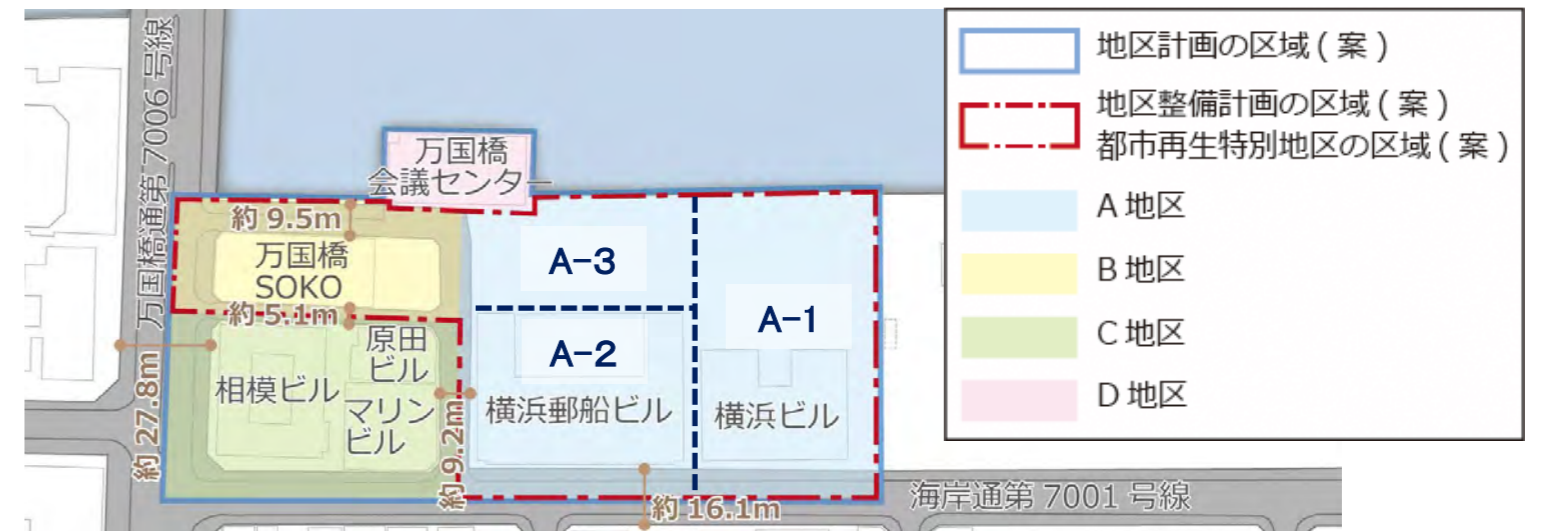 地区計画の区域 ( 案 )
地区整備計画の区域 ( 案 )
都市再生特別地区の区域 ( 案 )
A 地区
B 地区
C 地区
D 地区
万国橋通第 7006 号線
万国橋
会議センター
約 9.5m
万国橋
SOKO
約 5.1m
原田
ビル
相模ビル
マリン
ビル
約 27.8m
約 9.2m
A-3
A-2
A-1
横浜郵船ビル
横浜ビル
約 16.1m
海岸通第 7001 号線